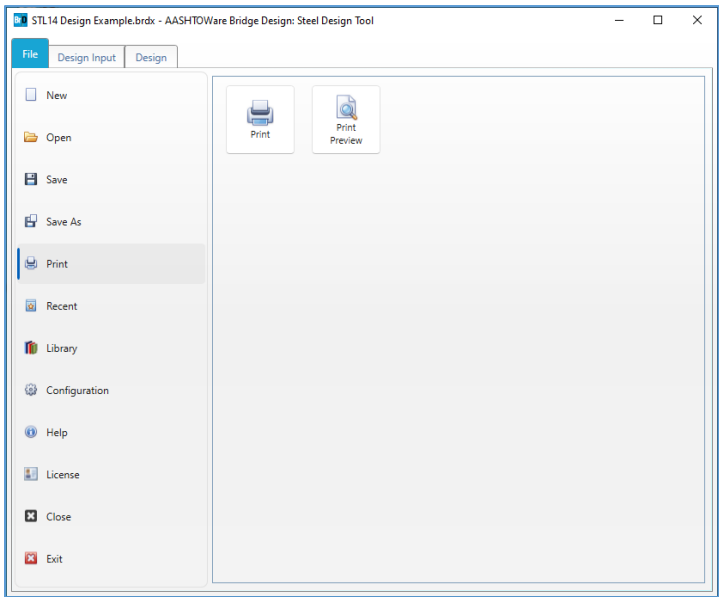 BrD STL14 Design Example.brdx - AASHTOWare Bridge Design: Steel Design Tool
File Design Input Design
New
Open
Save
Save As
Print
Recent
Library
Configuration
Help
License
Close
Exit
Print
Print
Preview